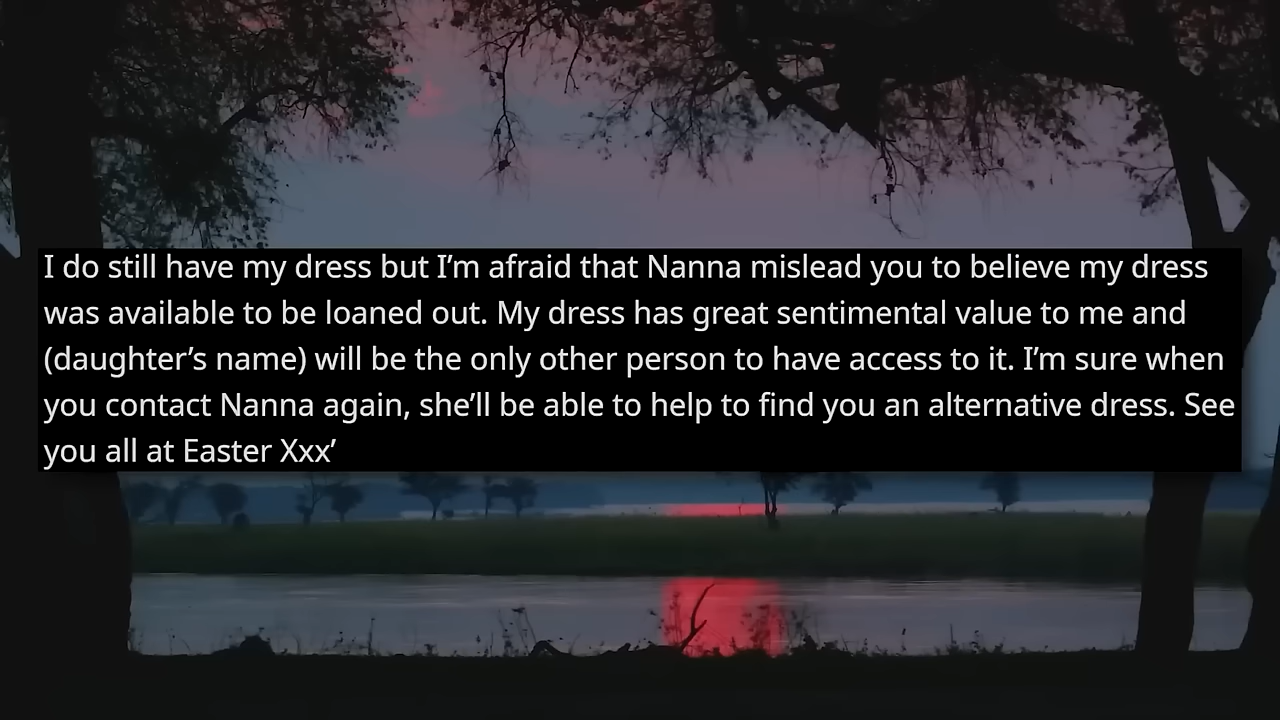 I do still have my dress but I’m afraid that Nanna mislead you to believe my dress
was available to be loaned out. My dress has great sentimental value to me and
(daughter’s name) will be the only other person to have access to it. I’m sure when
you contact Nanna again, she’ll be able to help to find you an alternative dress. See
you all at Easter Xxx’